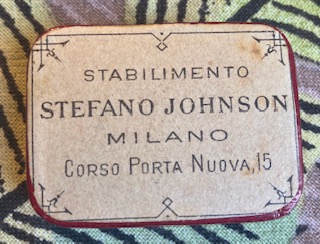 STABILIMENTO
STEFANO JOHNSON
MILANO
CORSO PORTA NUOVA, 15